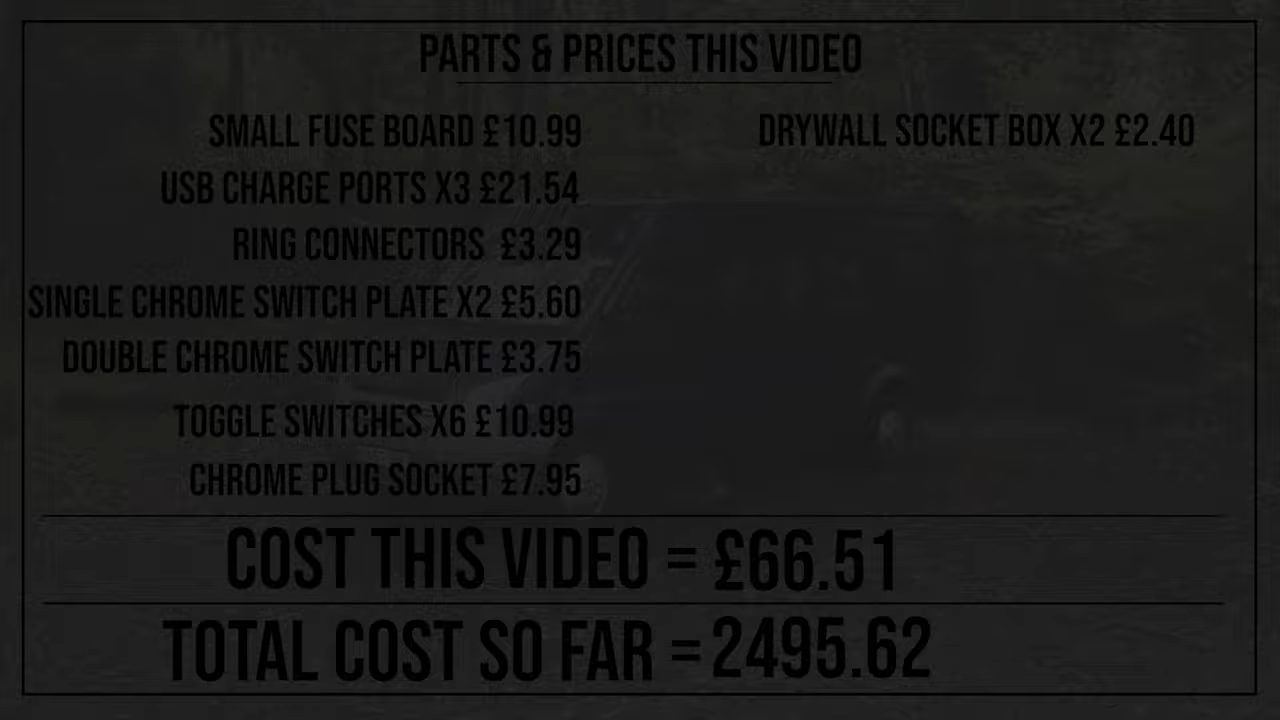 PARTS & PRICES THIS VIDEO
SMALL FUSE BOARD £10.99
USB CHARGE PORTS X3 £21.54
RING CONNECTORS £3.29
SINGLE CHROME SWITCH PLATE X2 £5.60
DOUBLE CHROME SWITCH PLATE £3.75
TOGGLE SWITCHES X6 £10.99
CHROME PLUG SOCKET £7.95
DRYWALL SOCKET BOX X2 £2.40
COST THIS VIDEO = £66.51
TOTAL COST SO FAR = 2495.62